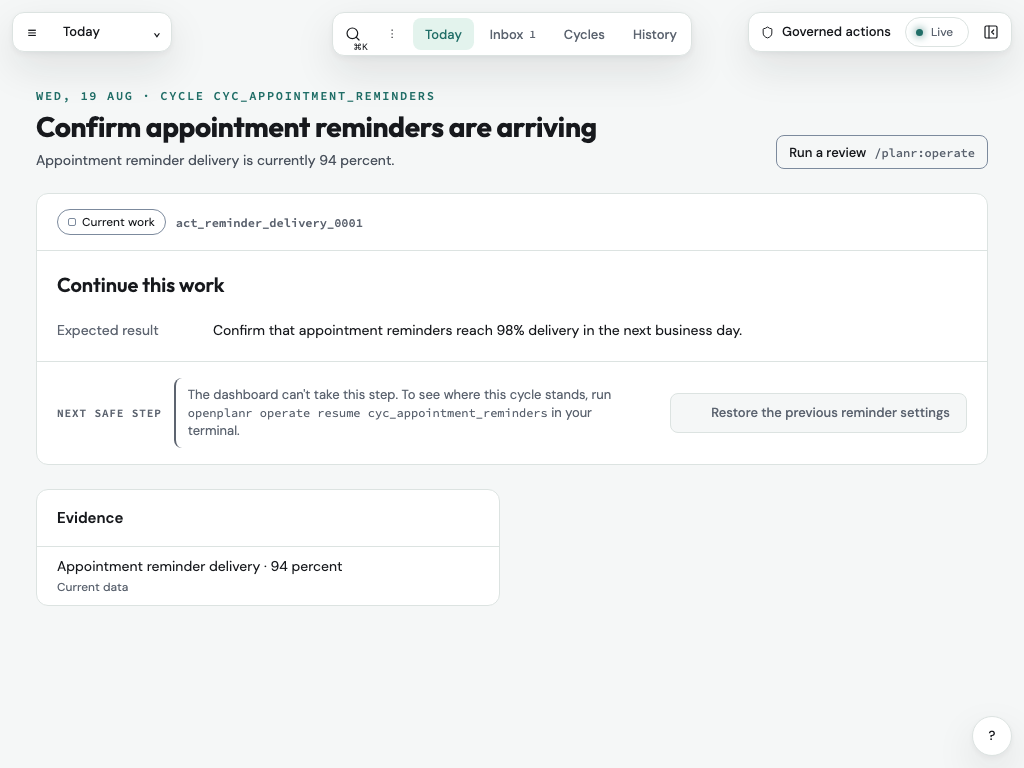 ≡ Today
⌘K
Today
Inbox 1
Cycles
History
Governed actions
Live
WED, 19 AUG · CYCLE CYC_APPOINTMENT_REMINDERS
Confirm appointment reminders are arriving
Appointment reminder delivery is currently 94 percent.
Run a review /planr:operate
Current work act_reminder_delivery_0001
Continue this work
Expected result Confirm that appointment reminders reach 98% delivery in the next business day.
NEXT SAFE STEP
The dashboard can't take this step. To see where this cycle stands, run
openplanr operate resume cyc_appointment_reminders in your
terminal.
Restore the previous reminder settings
Evidence
Appointment reminder delivery · 94 percent
Current data
?